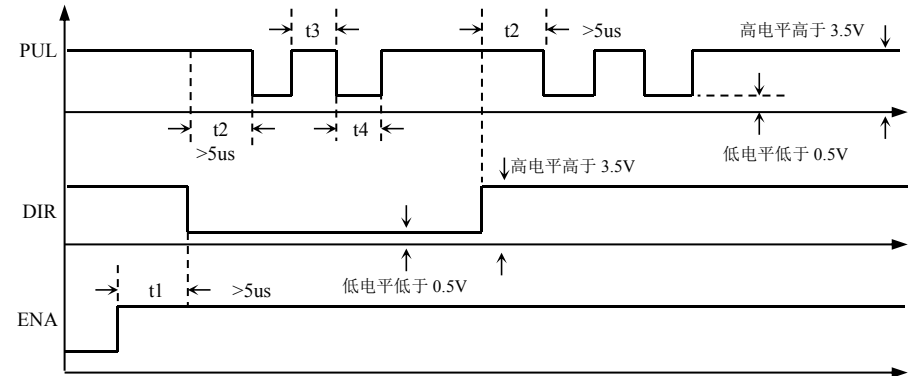 t3
t2
>5us
高电平高于 3.5V
PUL
t2
t4
>5us
低电平低于 0.5V
高电平高于 3.5V
DIR
低电平低于 0.5V
t1
>5us
ENA